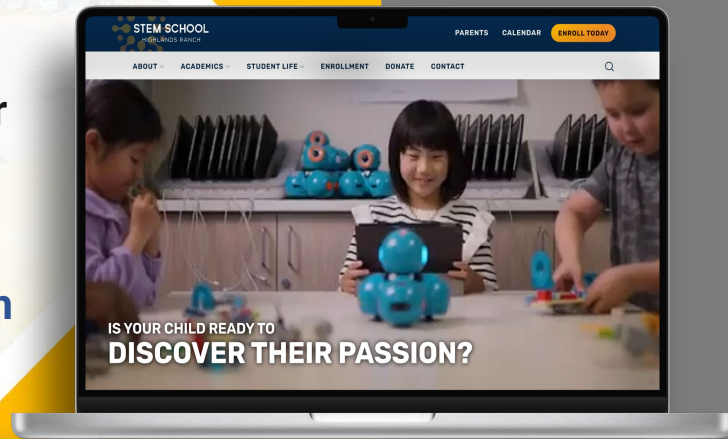 STEM SCHOOL
HIGHLANDS RANCH
PARENTS CALENDAR ENROLL TODAY
ABOUT ACADEMICS STUDENT LIFE ENROLLMENT DONATE CONTACT
IS YOUR CHILD READY TO
DISCOVER THEIR PASSION?